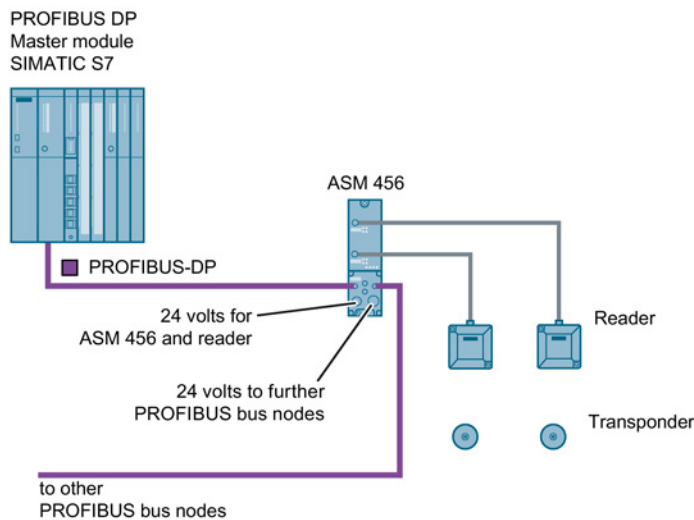 PROFIBUS DP
Master module
SIMATIC S7
ASM 456
PROFIBUS-DP
24 volts for
ASM 456 and reader
Reader
24 volts to further
PROFIBUS bus nodes
Transponder
to other
PROFIBUS bus nodes